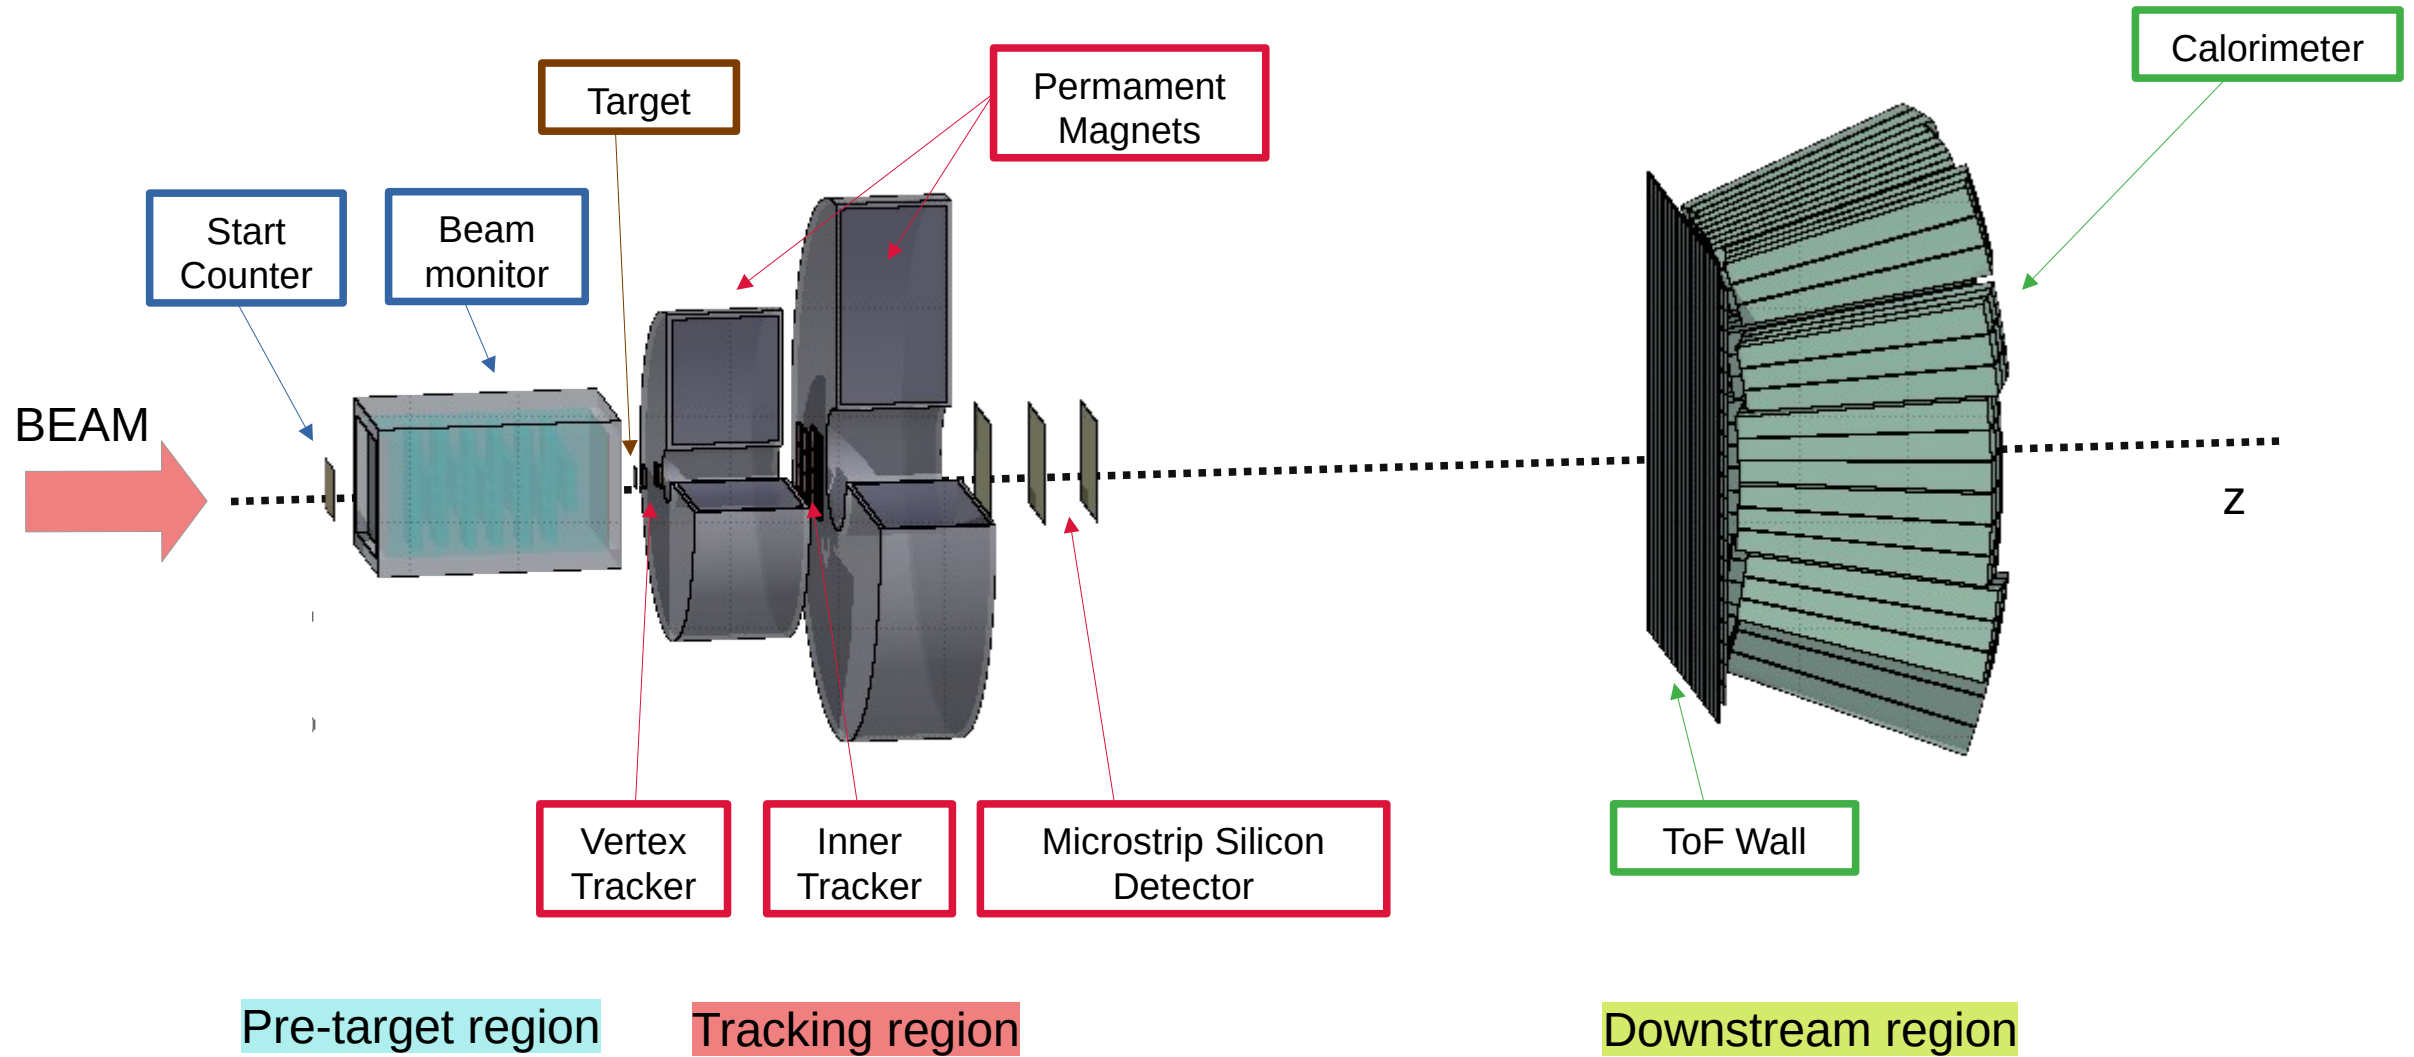 Calorimeter
Permament
Magnets
Target
Start
Counter
Beam
monitor
BEAM
z
Vertex
Tracker
Inner
Tracker
Microstrip Silicon
Detector
ToF Wall
Pre-target region
Tracking region
Downstream region